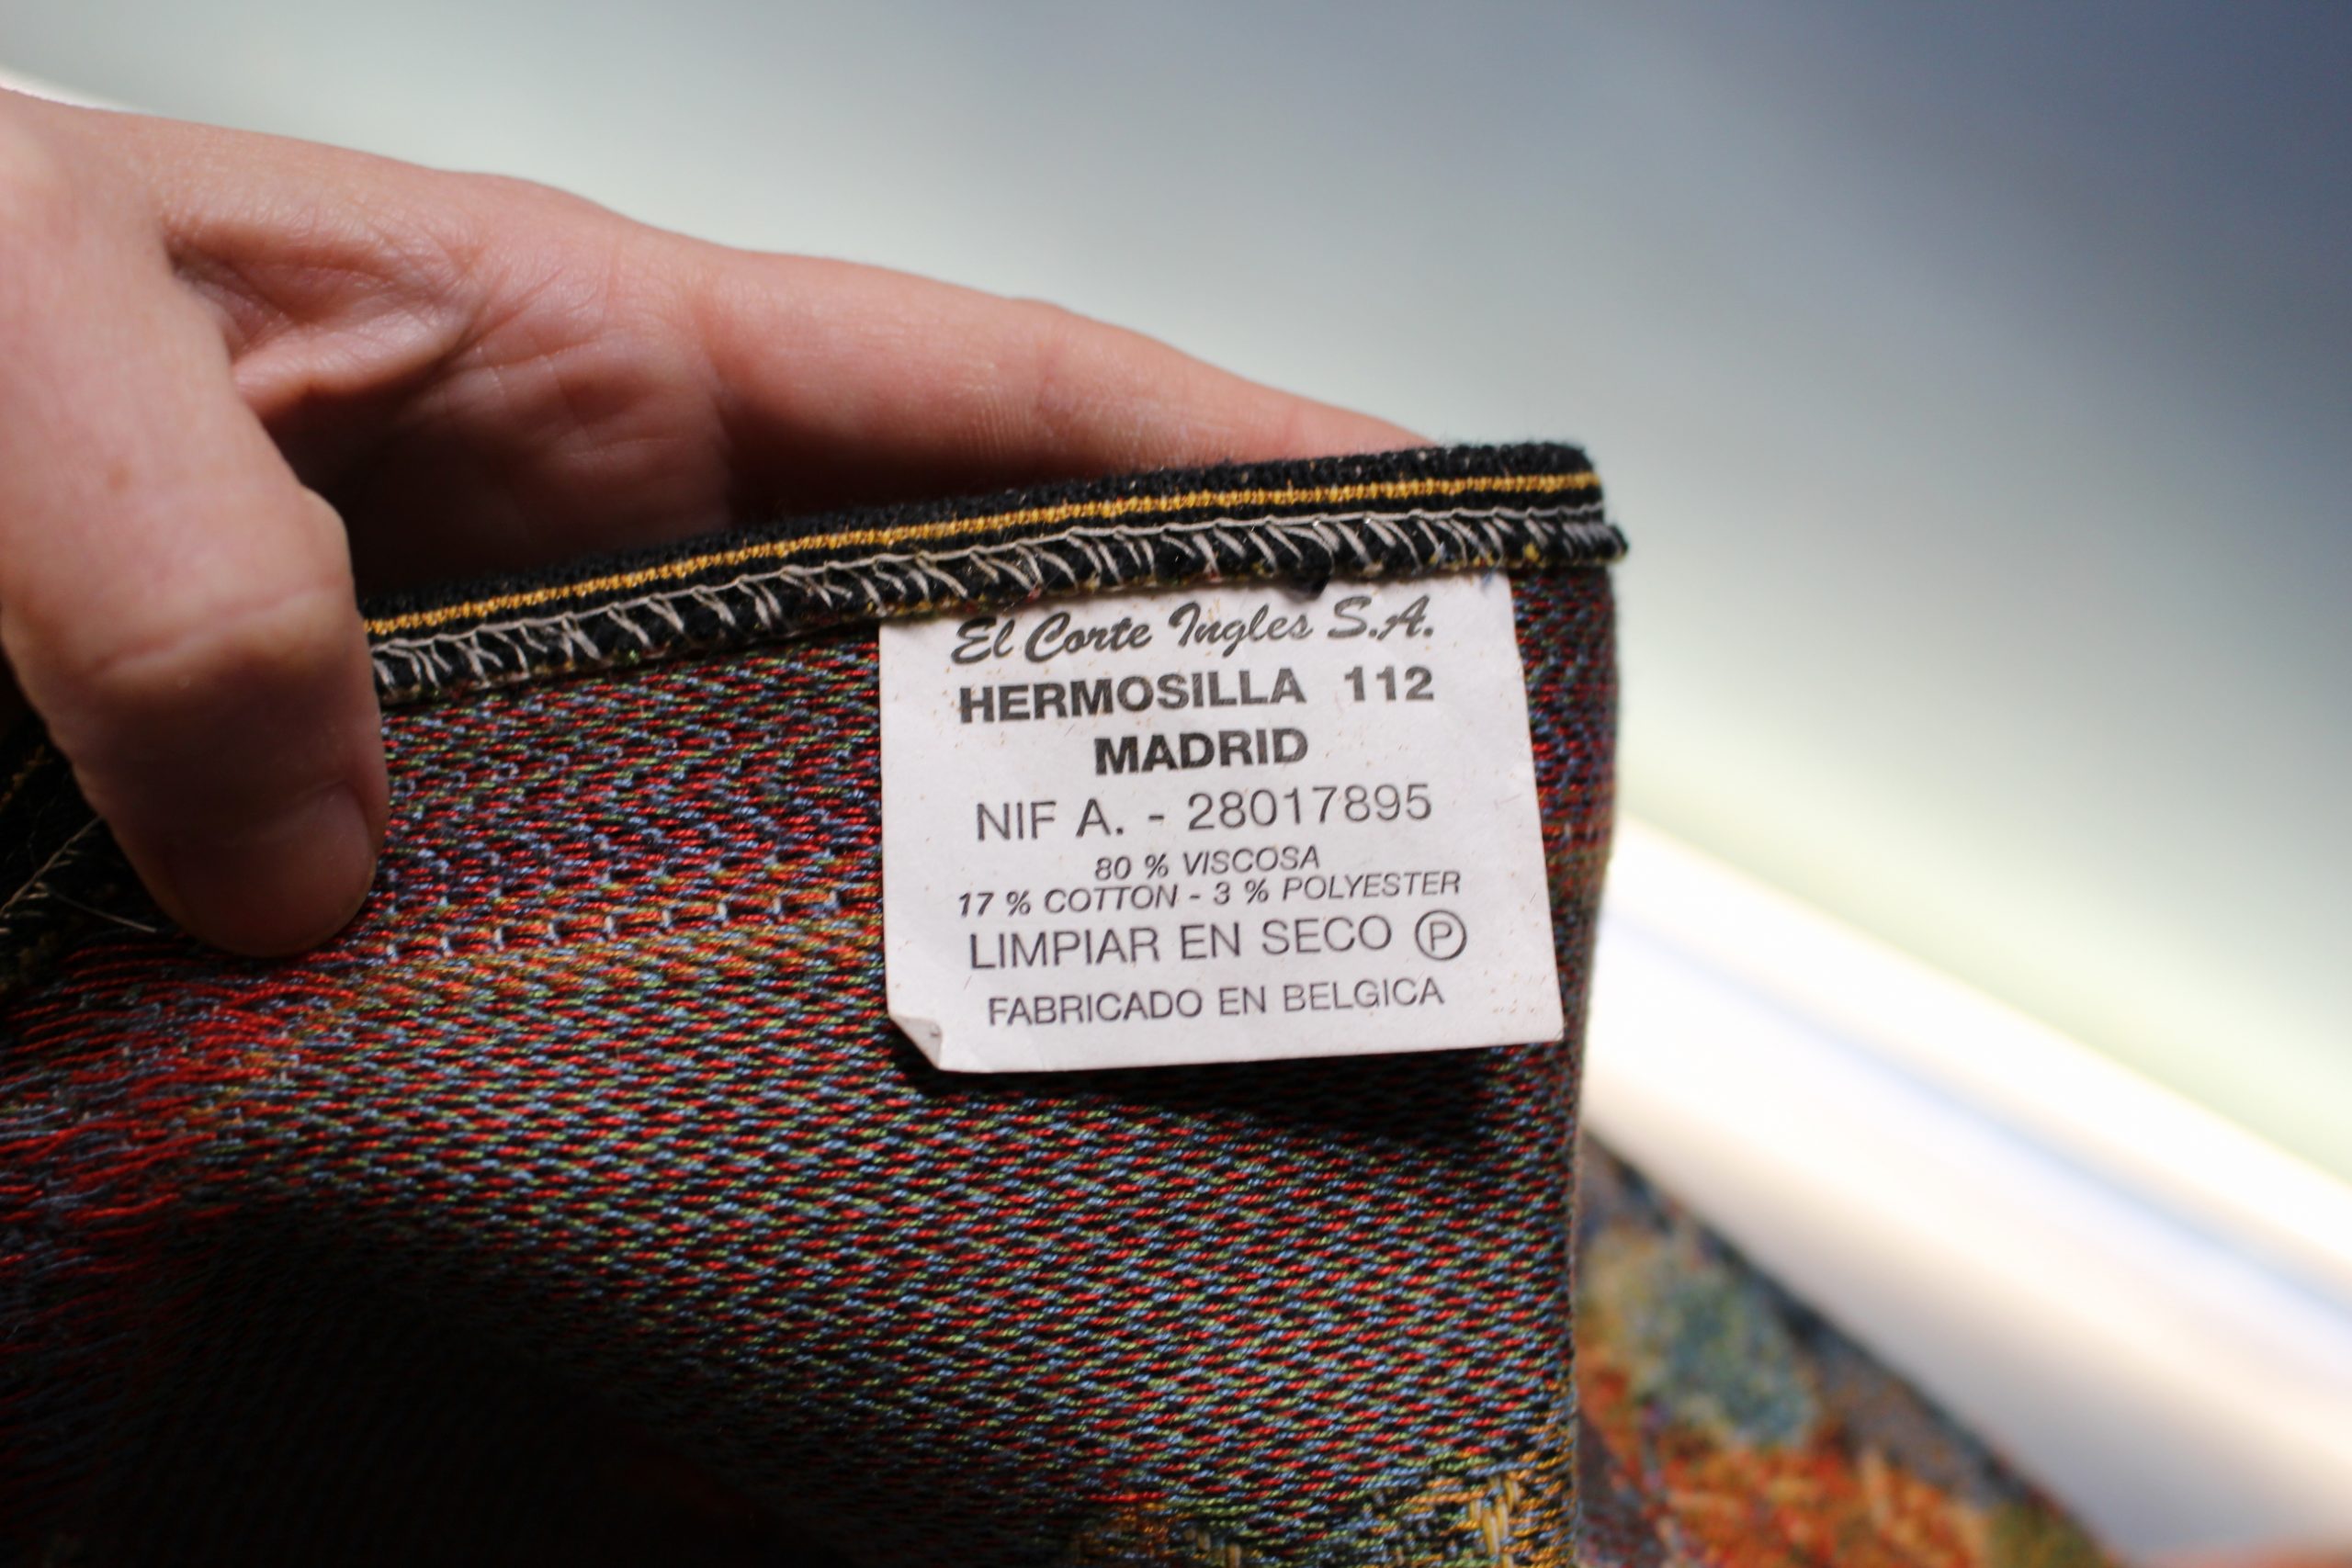 El Corte Ingles S.A.
HERMOSILLA 112
MADRID
NIF A. - 28017895
80 % VISCOSA
17 % COTTON - 3 % POLYESTER
LIMPIAR EN SECO Ⓟ
FABRICADO EN BELGICA